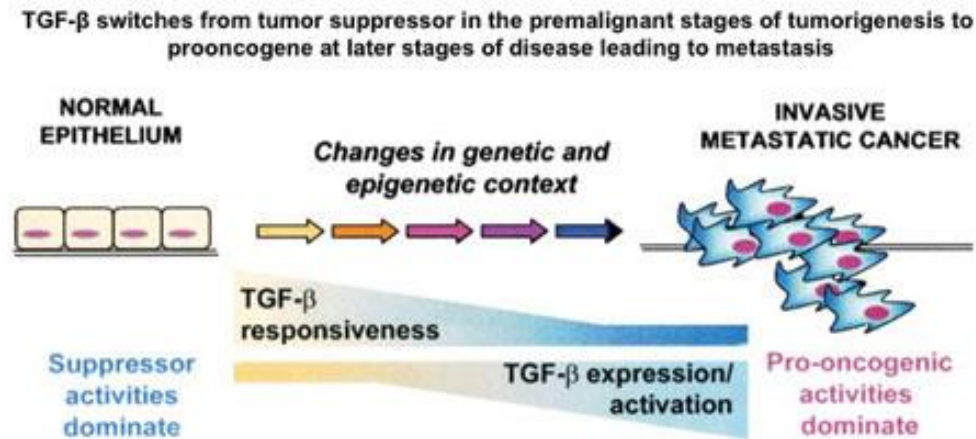 TGF-β switches from tumor suppressor in the premalignant stages of tumorigenesis to
prooncogene at later stages of disease leading to metastasis
NORMAL
EPITHELIUM
Changes in genetic and
epigenetic context
INVASIVE
METASTATIC CANCER
TGF-β
responsiveness
TGF-β expression/
activation
Suppressor
activities
dominate
Pro-oncogenic
activities
dominate